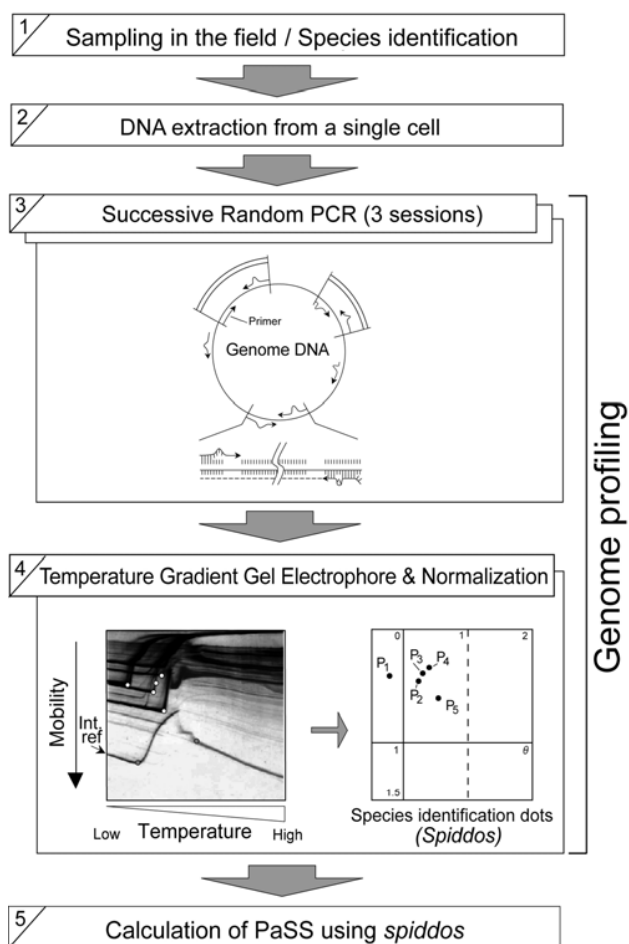 1
Sampling in the field / Species identification
2
DNA extraction from a single cell
3
Successive Random PCR (3 sessions)
Primer
Genome DNA
Genome profiling
4
Temperature Gradient Gel Electrophore & Normalization
Mobility
Int.
ref
Low Temperature High
0 1 2
P1
P3 P4
P2
P5
1 θ
1.5
Species identification dots
(Spiddos)
5
Calculation of PaSS using spiddos